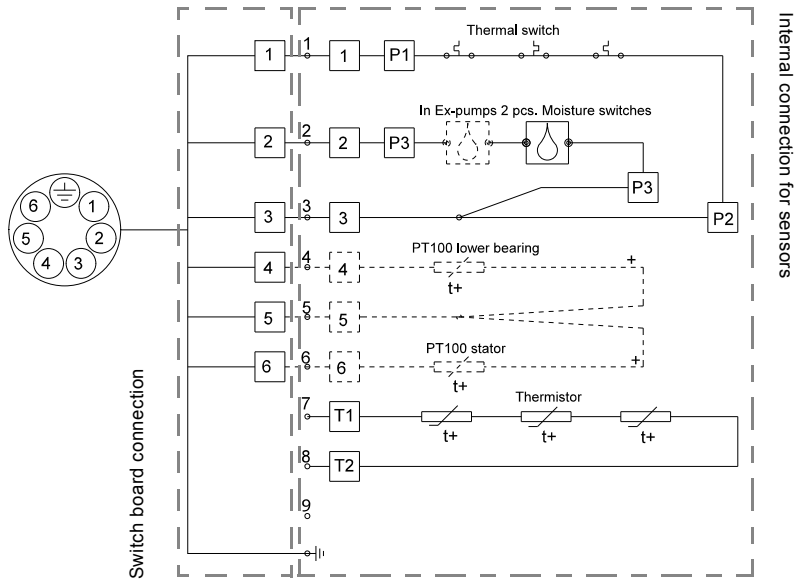 Thermal switch
1 1 1 P1
In Ex-pumps 2 pcs. Moisture switches
2 2 2 P3
P3
3 3 3 P2
PT100 lower bearing
4 4 4 +
t+
5 5 5
PT100 stator
6 6 6 +
t+
Thermistor
7 T1
t+ t+ t+
8 T2
9
6 1
5 2
4 3
Switch board connection
Internal connection for sensors